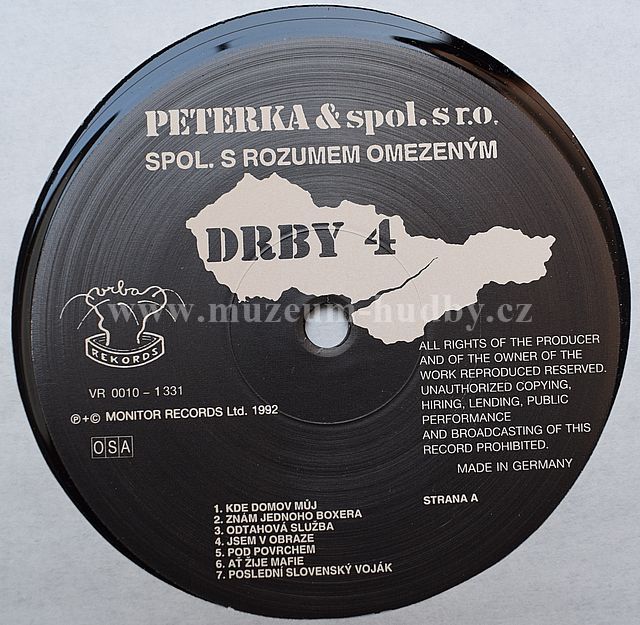 PETERKA & spol. s r.o.
SPOL. S ROZUMEM OMEZENÝM
DRBY 4
www.muzeum-hudby.cz
vrba
REKORDS
VR 0010 – 1331
℗+© MONITOR RECORDS Ltd. 1992
OSA
ALL RIGHTS OF THE PRODUCER
AND OF THE OWNER OF THE
WORK REPRODUCED RESERVED.
UNAUTHORIZED COPYING,
HIRING, LENDING, PUBLIC
PERFORMANCE
AND BROADCASTING OF THIS
RECORD PROHIBITED.
MADE IN GERMANY
STRANA A
1. KDE DOMOV MŮJ
2. ZNÁM JEDNOHO BOXERA
3. ODTAHOVÁ SLUŽBA
4. JSEM V OBRAZE
5. POD POVRCHEM
6. AŤ ŽIJE MAFIE
7. POSLEDNÍ SLOVENSKÝ VOJÁK